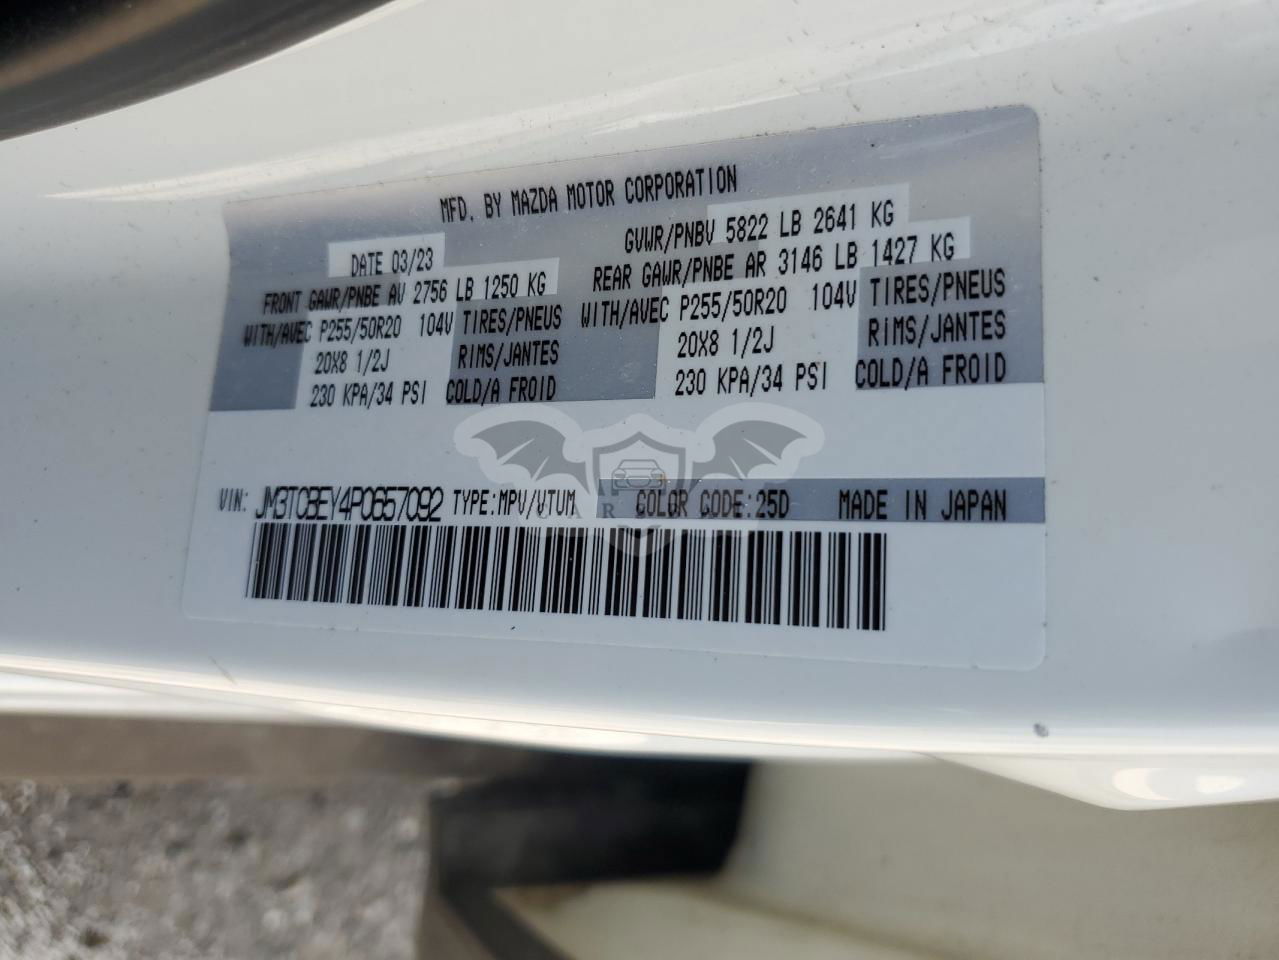 MFD. BY MAZDA MOTOR CORPORATION
DATE 03/23
GVWR/PNBV 5822 LB 2641 KG
FRONT GAWR/PNBE AV 2756 LB 1250 KG
REAR GAWR/PNBE AR 3146 LB 1427 KG
WITH/AVEC P255/50R20 104V TIRES/PNEUS
WITH/AVEC P255/50R20 104V TIRES/PNEUS
20X8 1/2J RIMS/JANTES
20X8 1/2J RIMS/JANTES
230 KPA/34 PSI COLD/A FROID
230 KPA/34 PSI COLD/A FROID
VIN: JM3TCBEY4P0657092 TYPE:MPV/VTUM COLOR CODE:25D MADE IN JAPAN